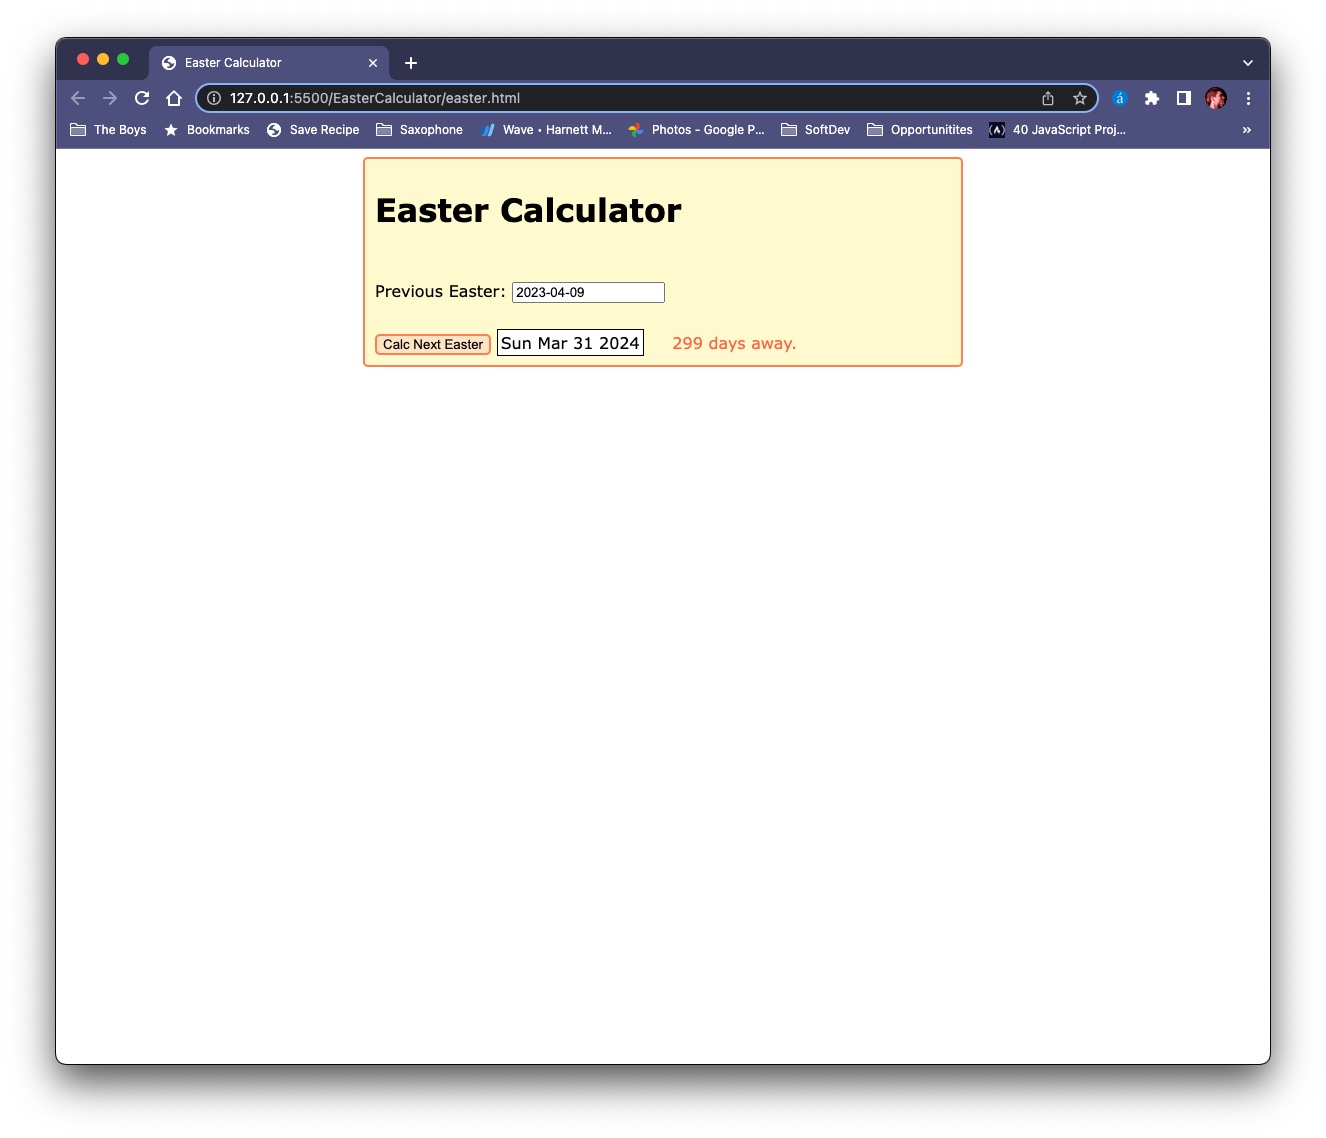 Easter Calculator
127.0.0.1:5500/EasterCalculator/easter.html
á
The Boys Bookmarks Save Recipe Saxophone Wave • Harnett M... Photos - Google P... SoftDev Opportunitites 40 JavaScript Proj... »
Easter Calculator
Previous Easter: 2023-04-09
Calc Next Easter Sun Mar 31 2024 299 days away.